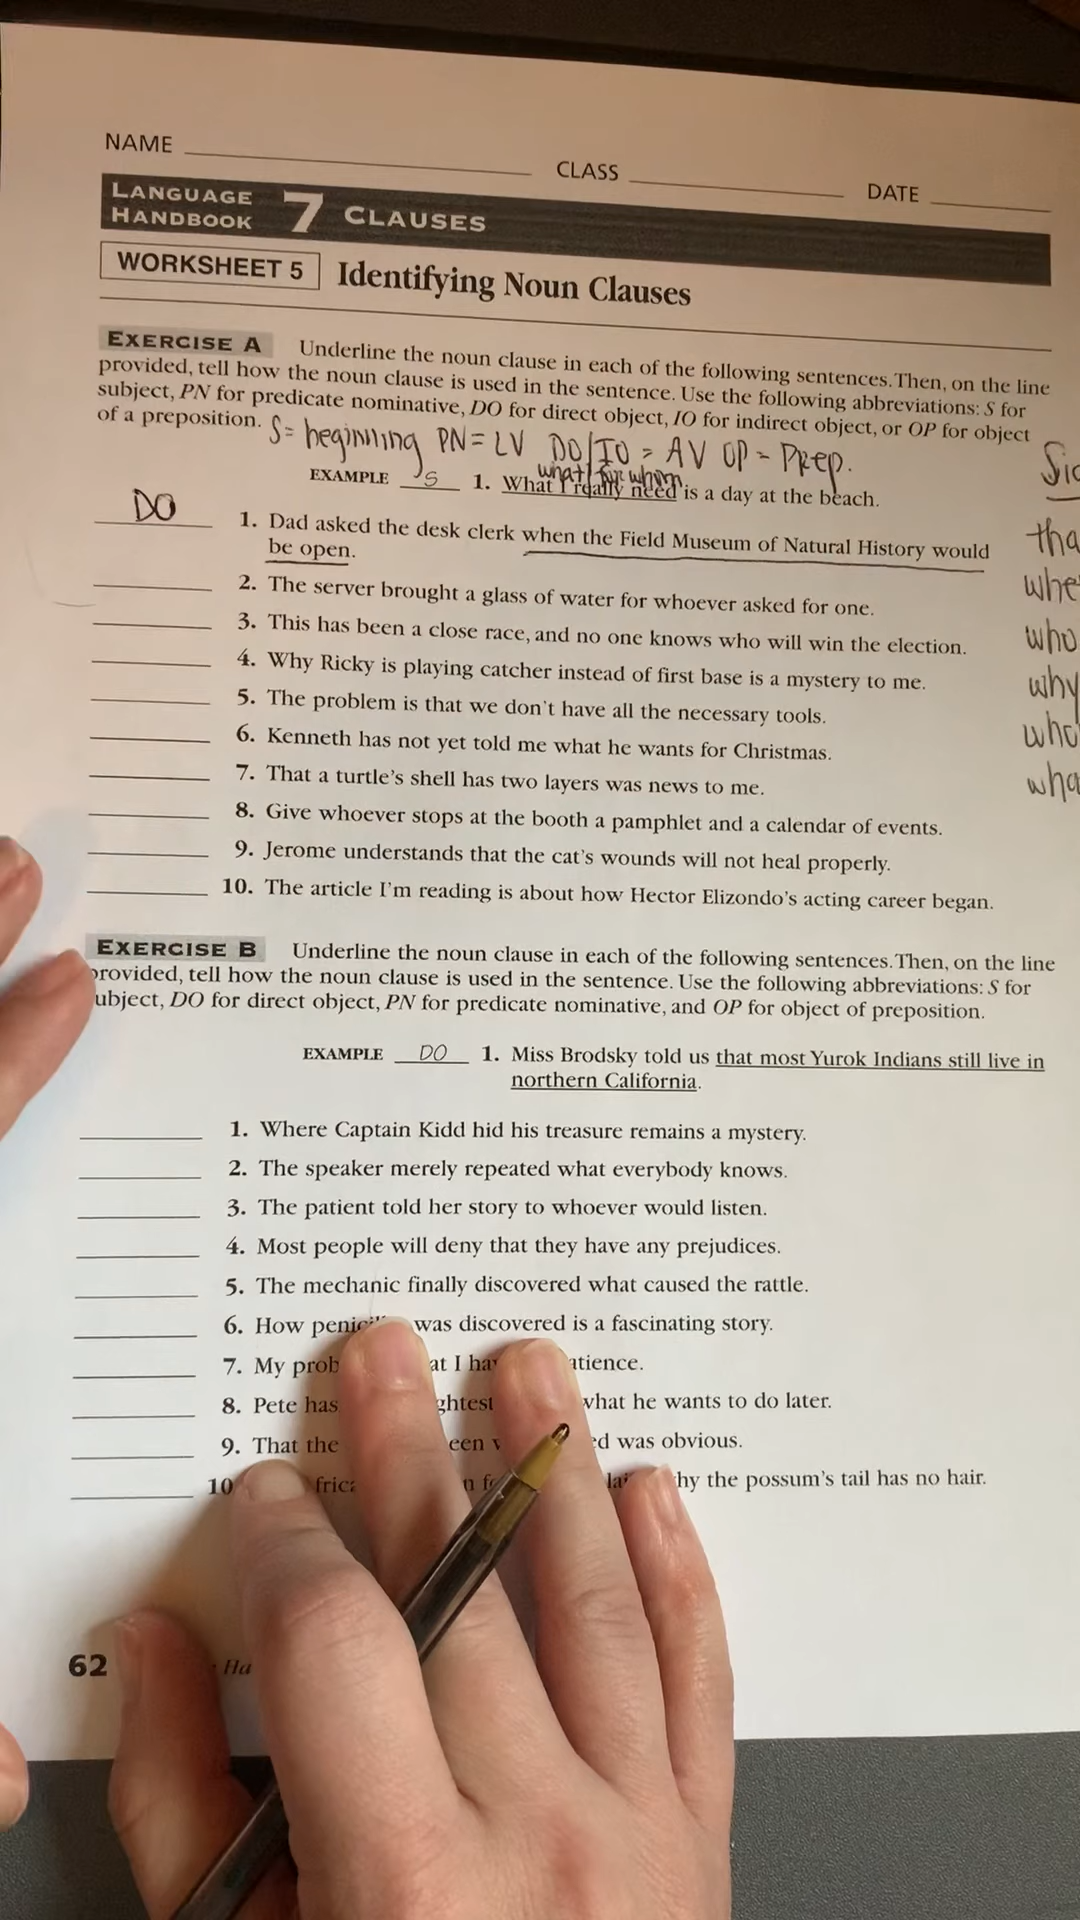 NAME CLASS DATE
LANGUAGE HANDBOOK 7 CLAUSES
WORKSHEET 5 Identifying Noun Clauses
EXERCISE A Underline the noun clause in each of the following sentences. Then, on the line
provided, tell how the noun clause is used in the sentence. Use the following abbreviations: S for
subject, PN for predicate nominative, DO for direct object, IO for indirect object, or OP for object
of a preposition.
S= beginning PN = LV DO/IO = AV OP = Prep.
what/for whom
EXAMPLE S 1. What I really need is a day at the beach.
DO 1. Dad asked the desk clerk when the Field Museum of Natural History would
be open.
2. The server brought a glass of water for whoever asked for one.
3. This has been a close race, and no one knows who will win the election.
4. Why Ricky is playing catcher instead of first base is a mystery to me.
5. The problem is that we don't have all the necessary tools.
6. Kenneth has not yet told me what he wants for Christmas.
7. That a turtle's shell has two layers was news to me.
8. Give whoever stops at the booth a pamphlet and a calendar of events.
9. Jerome understands that the cat's wounds will not heal properly.
10. The article I'm reading is about how Hector Elizondo's acting career began.
EXERCISE B Underline the noun clause in each of the following sentences. Then, on the line
provided, tell how the noun clause is used in the sentence. Use the following abbreviations: S for
subject, DO for direct object, PN for predicate nominative, and OP for object of preposition.
EXAMPLE DO 1. Miss Brodsky told us that most Yurok Indians still live in
northern California.
1. Where Captain Kidd hid his treasure remains a mystery.
2. The speaker merely repeated what everybody knows.
3. The patient told her story to whoever would listen.
4. Most people will deny that they have any prejudices.
5. The mechanic finally discovered what caused the rattle.
6. How was discovered is a fascinating story.
7. My I
8. Pete has what he wants to do later.
9. That the was obvious.
10 the possum's tail has no hair.
62